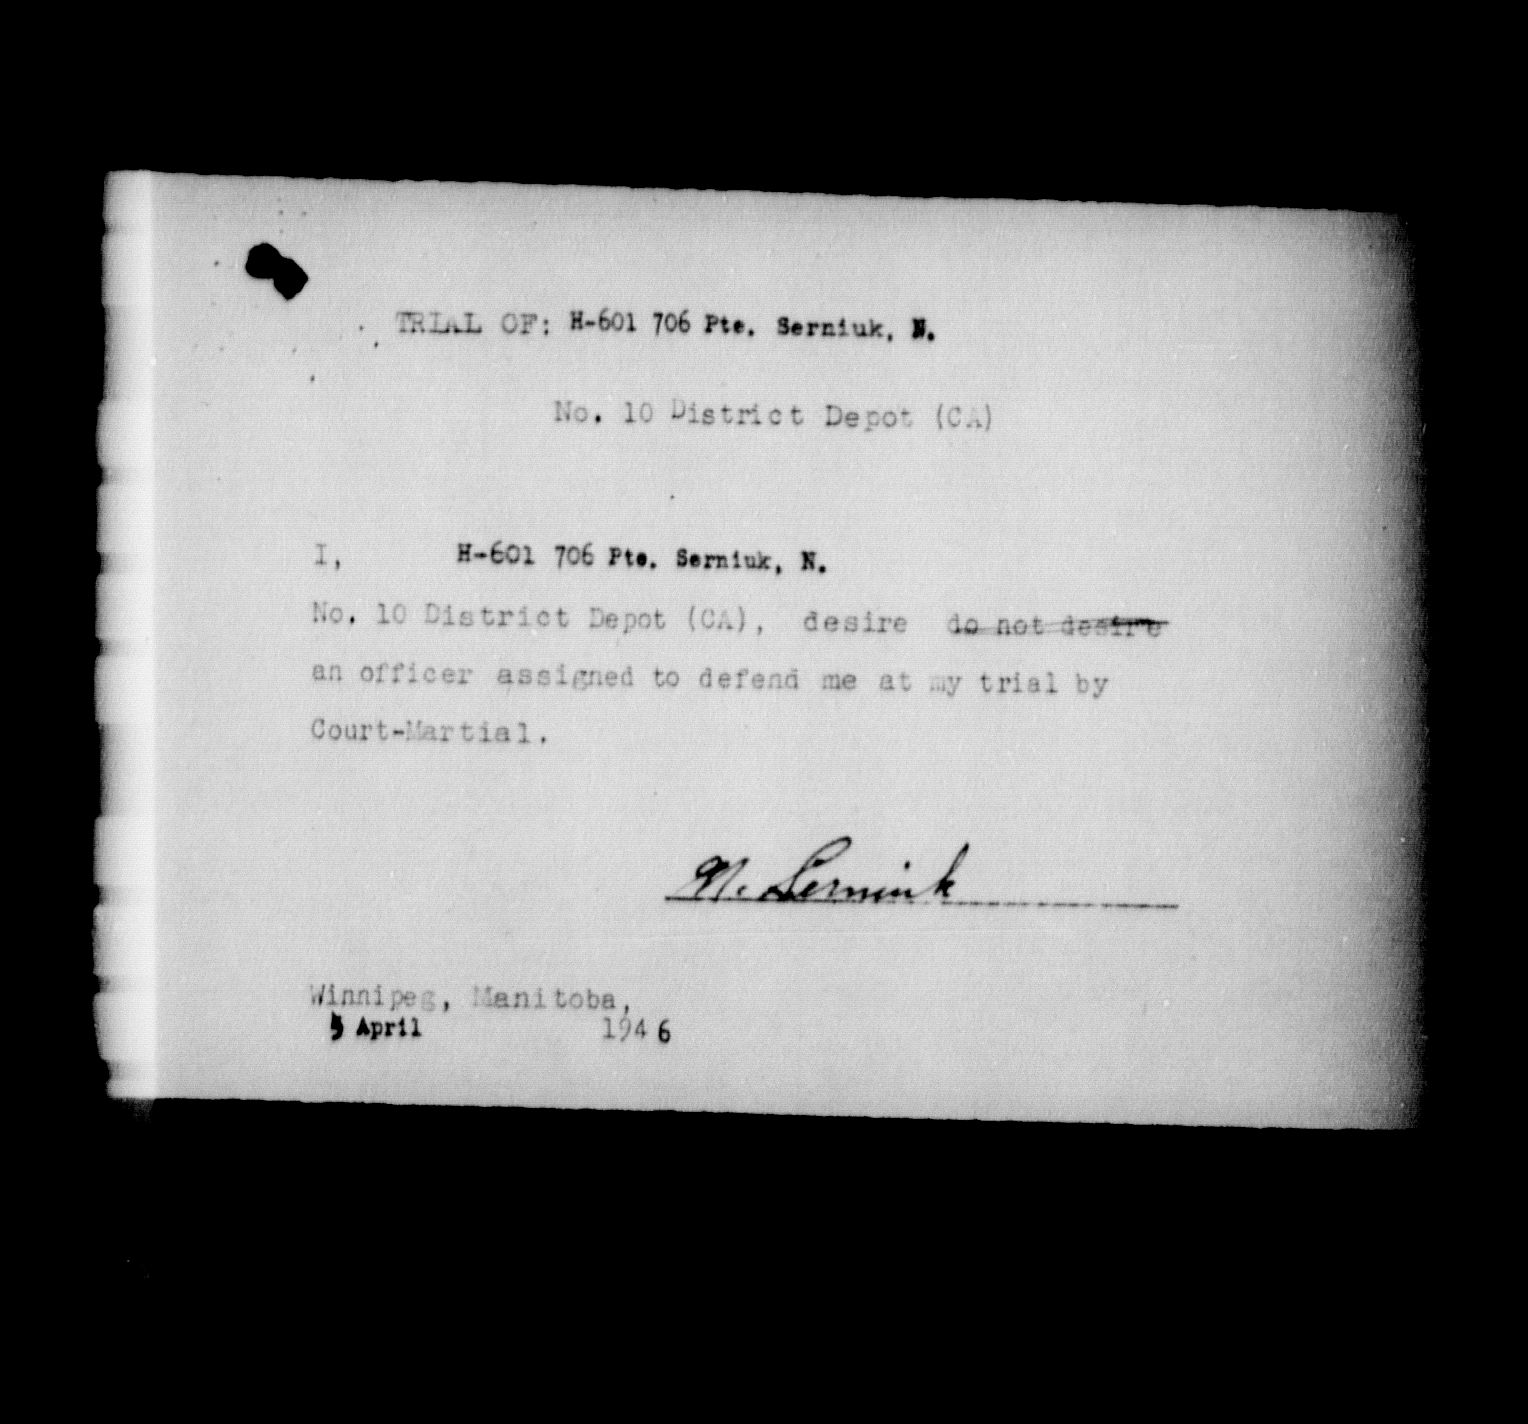 TRIAL OF: H-601 706 Pte. Serniuk, N.
No. 10 District Depot (CA)
I, H-601 706 Pte. Serniuk, N.
No. 10 District Depot (CA), desire do not desire
an officer assigned to defend me at my trial by
Court-Martial.
N. Serniuk
Winnipeg, Manitoba,
5 April 1946